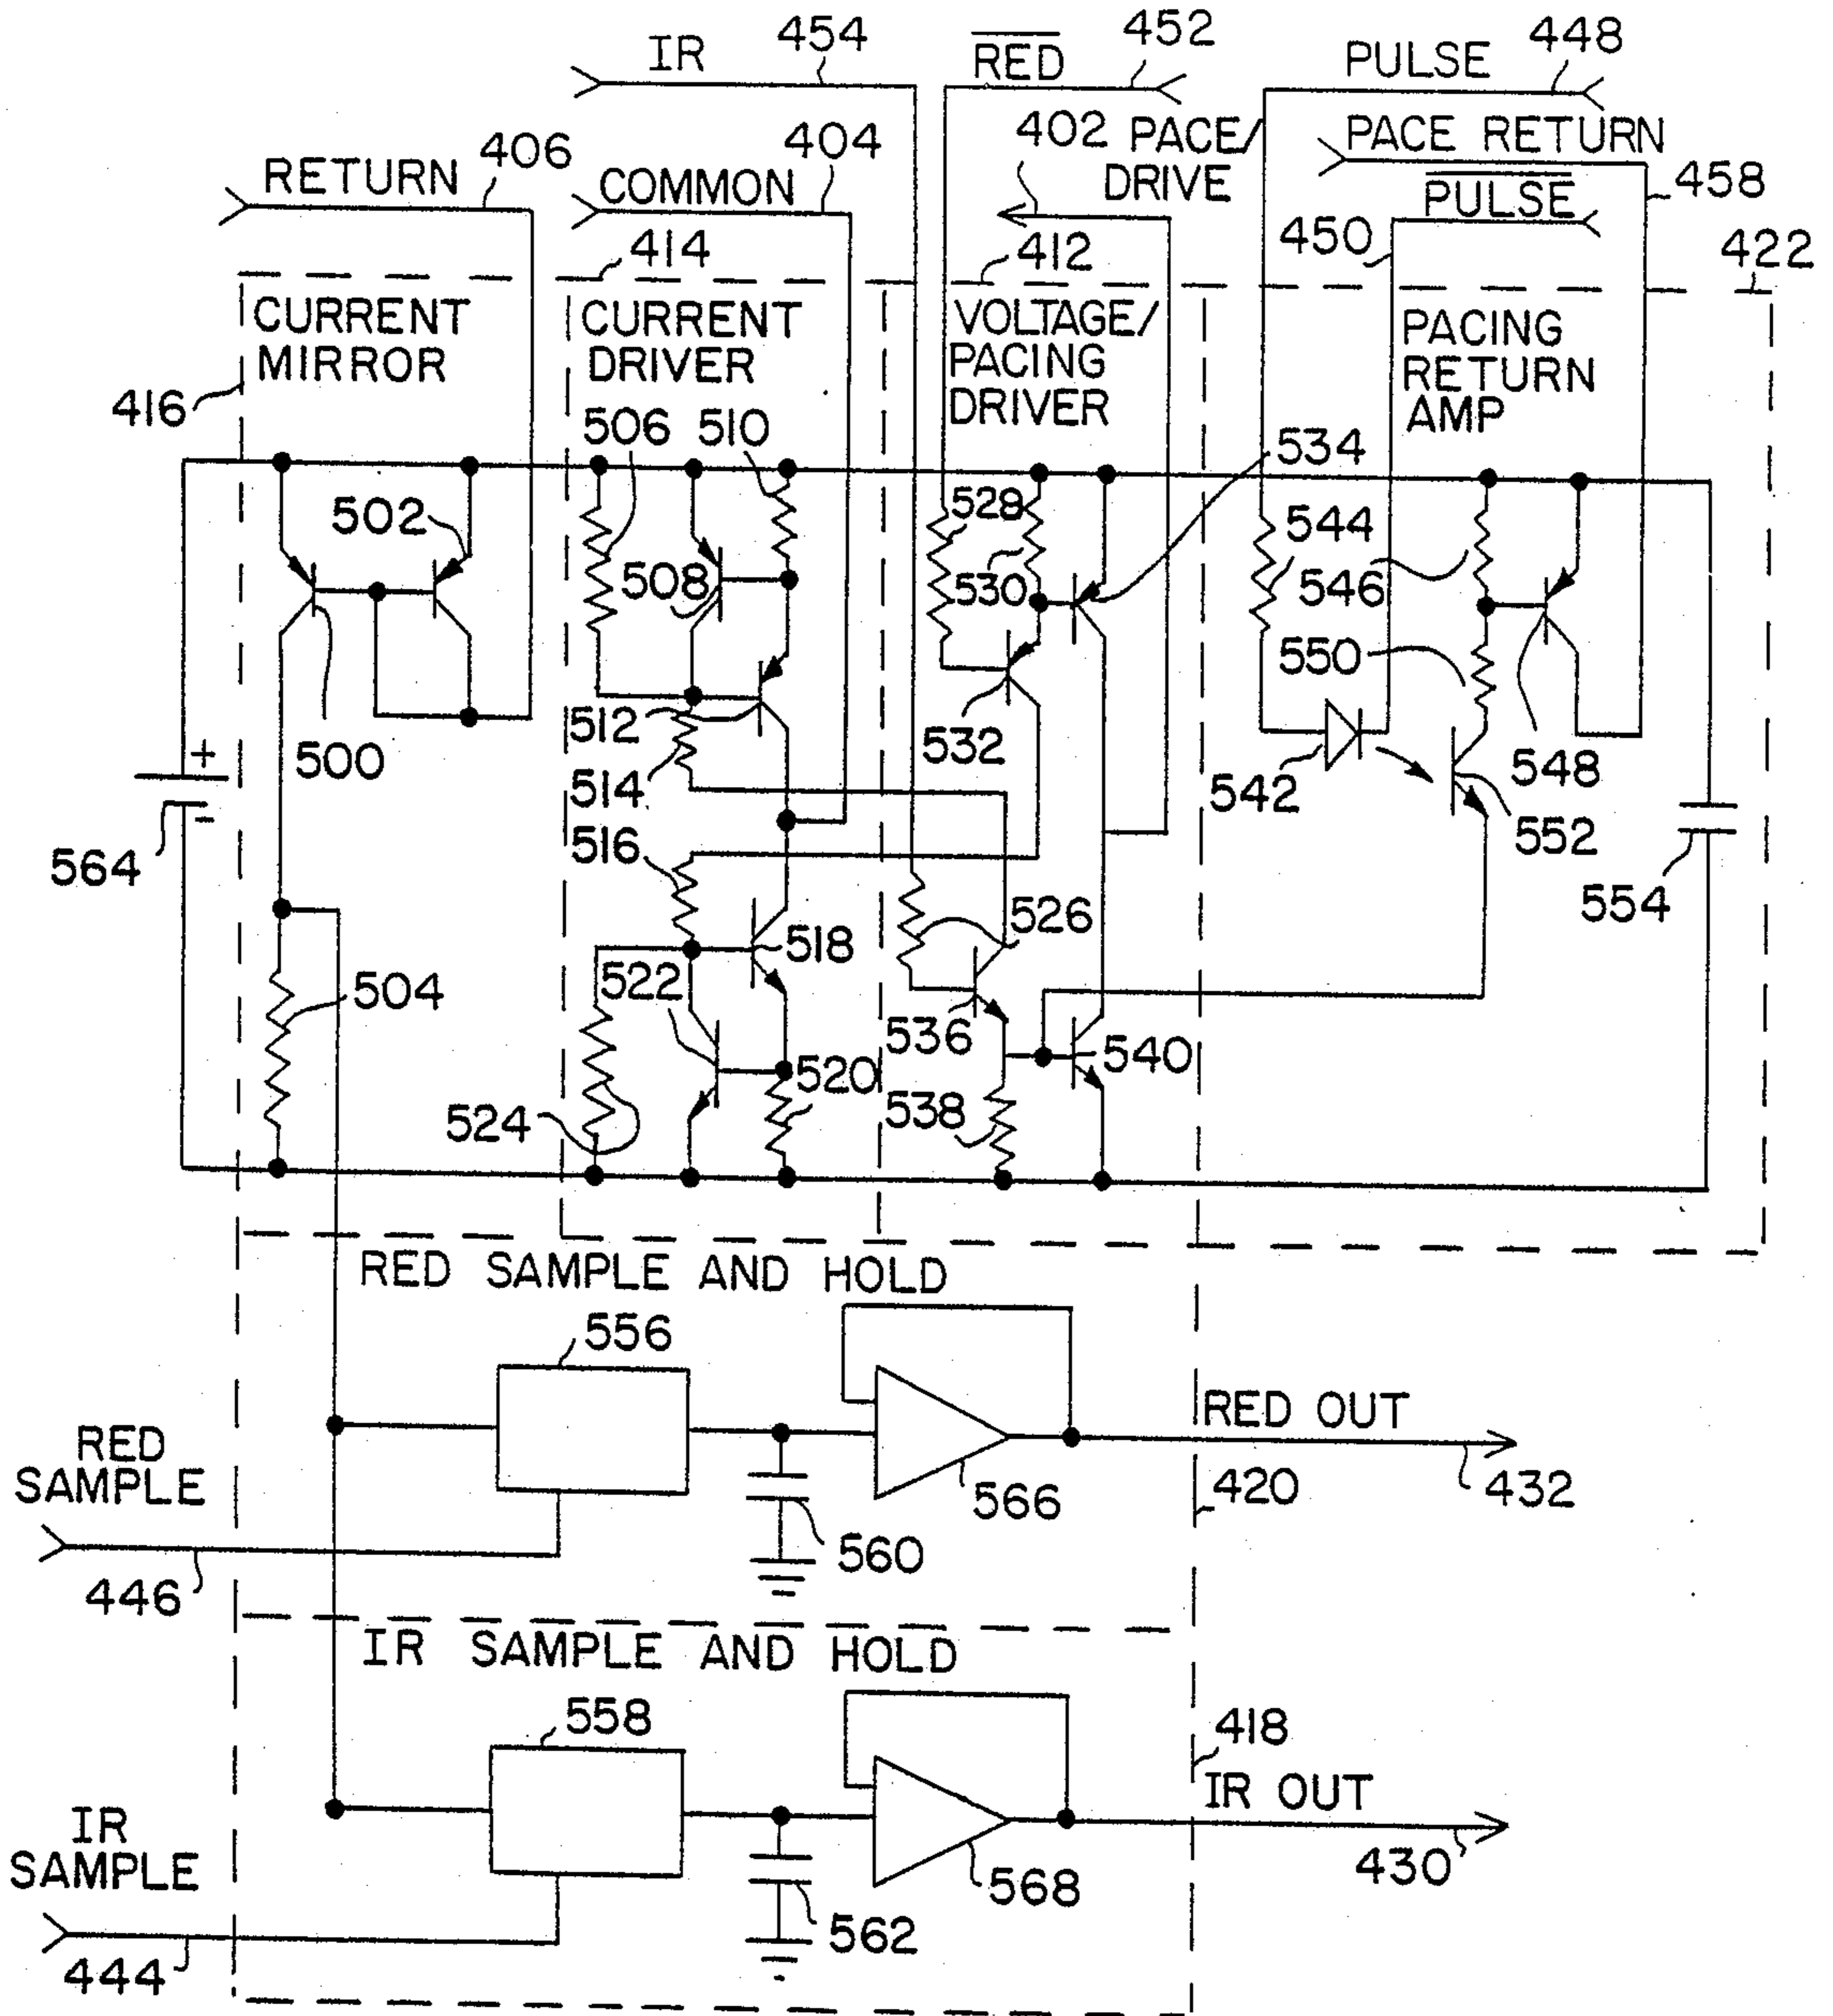 IR
454
RED
452
PULSE
448
RETURN
406
COMMON
404
402
PACE/
DRIVE
PACE RETURN
458
PULSE
450
414
412
422
CURRENT
MIRROR
CURRENT
DRIVER
VOLTAGE/
PACING
DRIVER
PACING
RETURN
AMP
416
506
510
534
502
528
544
508
530
546
550
512
532
500
514
542
548
552
+
-
564
516
554
526
518
504
522
536
540
520
538
524
RED SAMPLE AND HOLD
556
RED OUT
RED
SAMPLE
566
420
432
560
446
IR SAMPLE AND HOLD
558
418
IR OUT
IR
SAMPLE
568
430
562
444